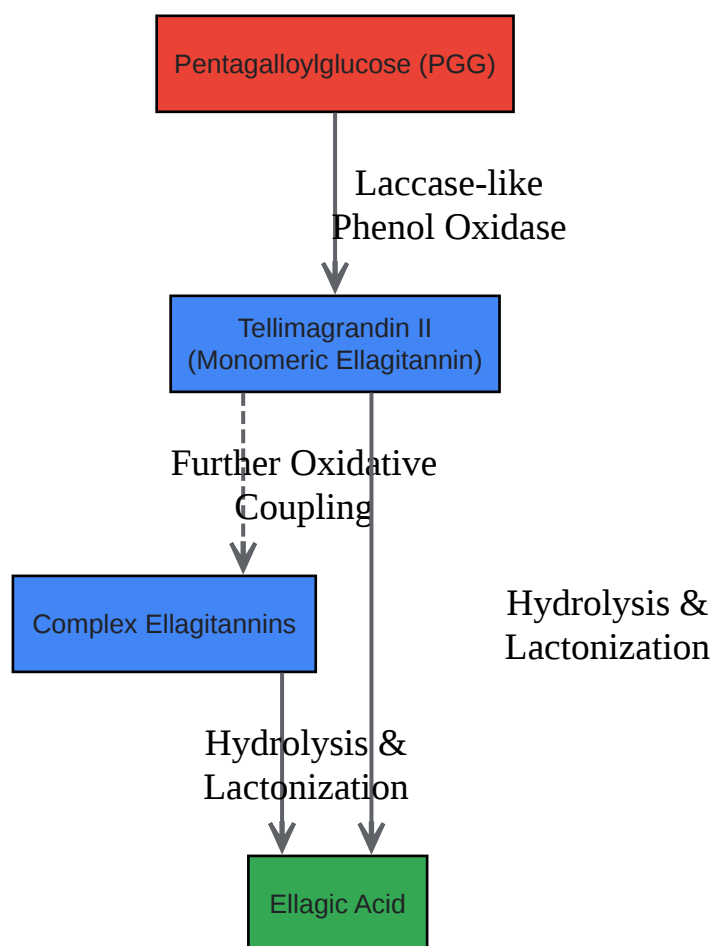 Pentagalloylglucose (PGG)
Laccase-like
Phenol Oxidase
Tellimagrandin II
(Monomeric Ellagitannin)
Further Oxidative
Coupling
Complex Ellagitannins
Hydrolysis &
Lactonization
Hydrolysis &
Lactonization
Ellagic Acid